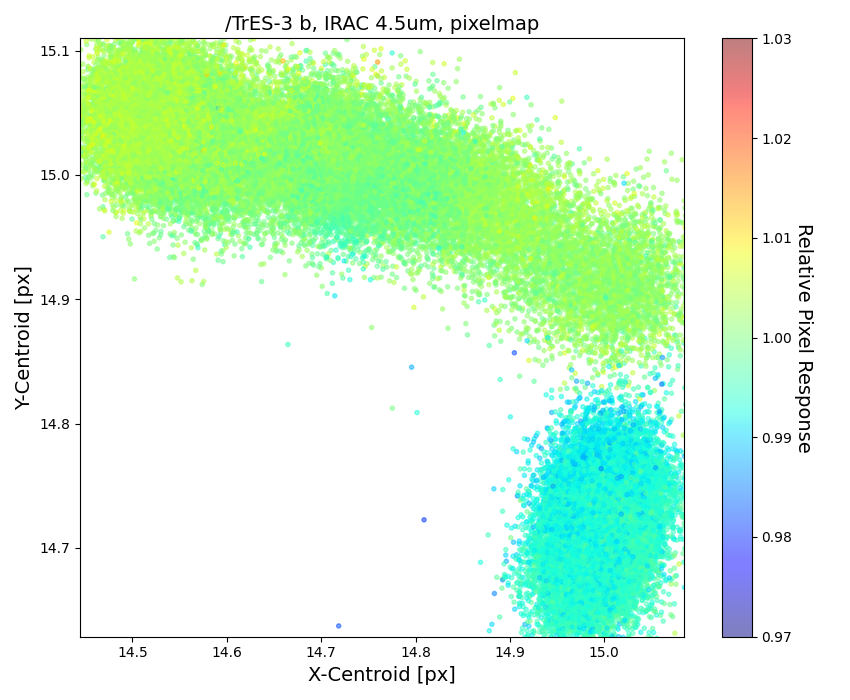 /TrES-3 b, IRAC 4.5um, pixelmap
15.1
15.0
14.9
14.8
14.7
Y-Centroid [px]
14.5 14.6 14.7 14.8 14.9 15.0
X-Centroid [px]
1.03
1.02
1.01
1.00
0.99
0.98
0.97
Relative Pixel Response